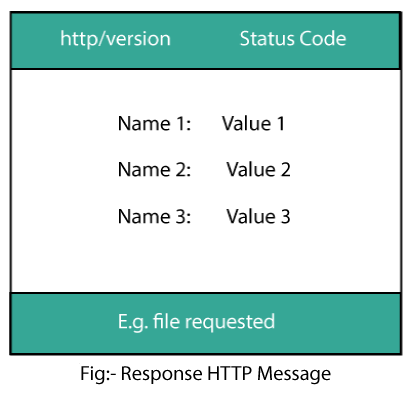 http/version Status Code
Name 1: Value 1
Name 2: Value 2
Name 3: Value 3
E.g. file requested
Fig:- Response HTTP Message